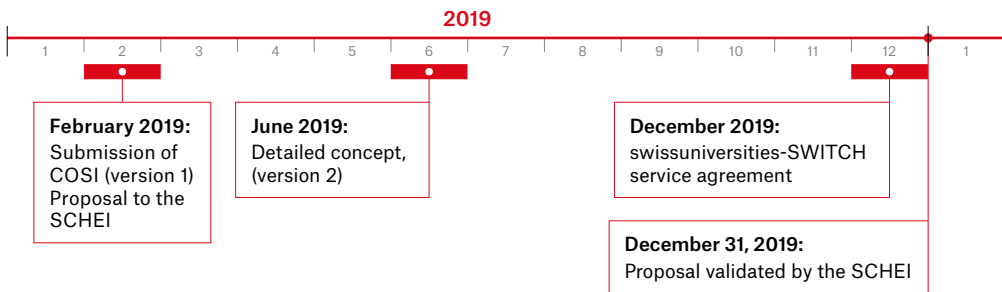 2019
1 2 3 4 5 6 7 8 9 10 11 12 1
February 2019:
Submission of
COSI (version 1)
Proposal to the
SCHEI
June 2019:
Detailed concept,
(version 2)
December 2019:
swissuniversities-SWITCH
service agreement
December 31, 2019:
Proposal validated by the SCHEI